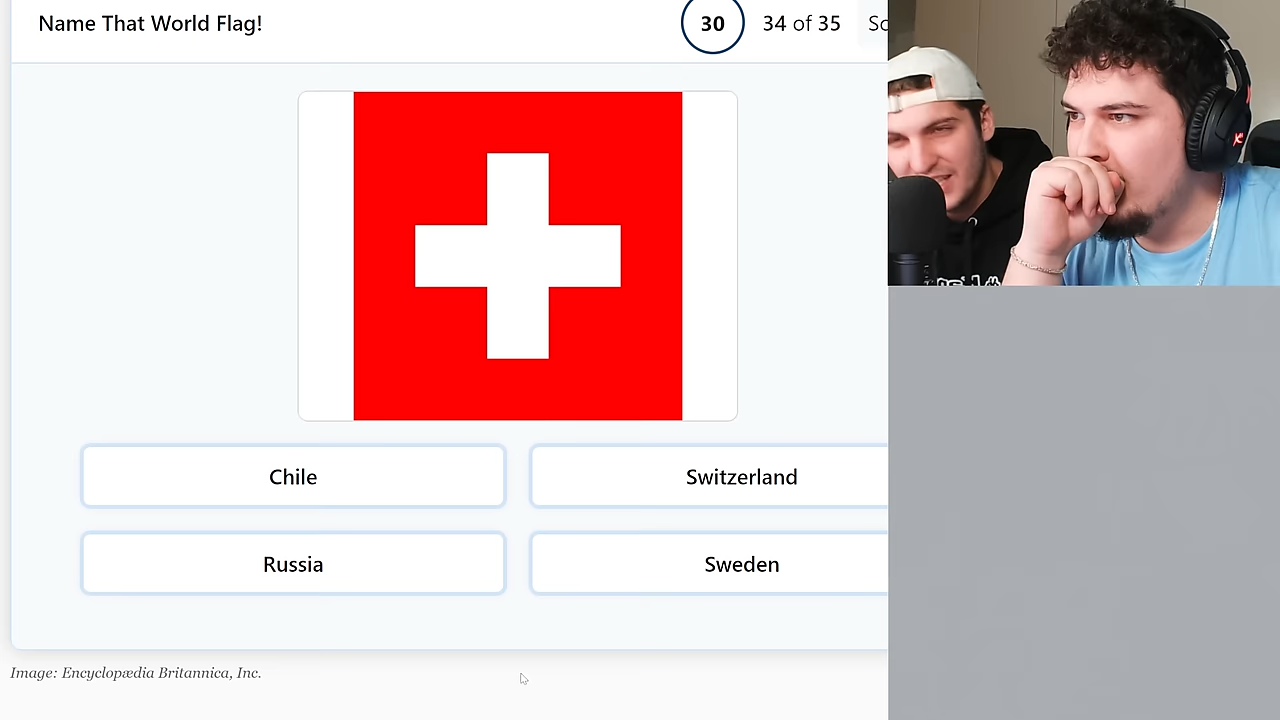 Name That World Flag!
30
34 of 35
Sc
Chile
Switzerland
Russia
Sweden
Image: Encyclopædia Britannica, Inc.